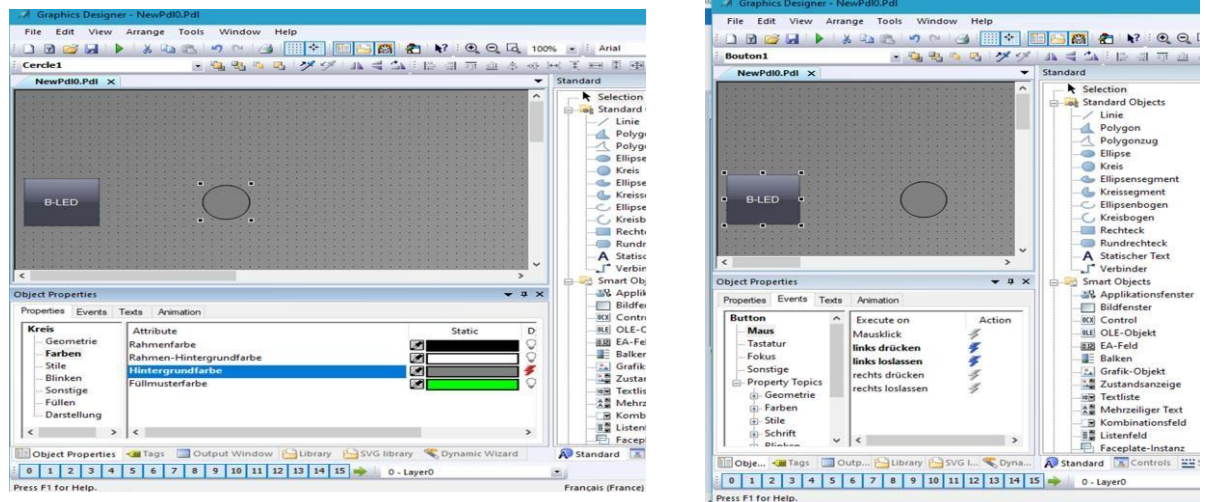 Graphics Designer - NewPdl0.Pdl
File Edit View Arrange Tools Window Help
100% Arial
Cercle1
NewPdl0.Pdl
Standard
Selection
Standard
Linie
Ellipse
Kreis
Ellipse
A
B-LED
Object Properties
Properties Events Texts Animation
Kreis
Geometrie
Farben
Stile
Blinken
Sonstige
Füllen
Darstellung
Attribute Static D
Rahmenfarbe
Rahmen-Hintergrundfarbe
Hintergrundfarbe
Füllmusterfarbe
Object Properties Tags Output Window Library SVG library Dynamic Wizard
Standard
0 1 2 3 4 5 6 7 8 9 10 11 12 13 14 15 0 - Layer0
Press F1 for Help. Français (France)
Graphics Designer - NewPdl0.Pdl
File Edit View Arrange Tools Window Help
Bouton1
NewPdl0.Pdl
Standard
Selection
Standard Objects
Linie
Polygon
Polygonzug
Ellipse
Kreis
Ellipsensegment
Kreissegment
Ellipsenbogen
Kreisbogen
Rechteck
Rundrechteck
A Statischer Text
Verbinder
Smart Objects
Applikationsfenster
Bildfenster
OCX Control
OLE OLE-Objekt
EA-Feld
Balken
Grafik-Objekt
Zustandsanzeige
Textliste
Mehrzeiliger Text
Kombinationsfeld
Listenfeld
Faceplate-Instanz
B-LED
Object Properties
Properties Events Texts Animation
Button
Maus
Tastatur
Fokus
Sonstige
Property Topics
Geometrie
Farben
Stile
Schrift
Execute on Action
Mausklick
links drücken
links loslassen
rechts drücken
rechts loslassen
Obje... Tags Outp... Library SVG l... Dyna...
Standard Controls
0 1 2 3 4 5 6 7 8 9 10 11 12 13 14 15 0 - Layer0
Press F1 for Help.